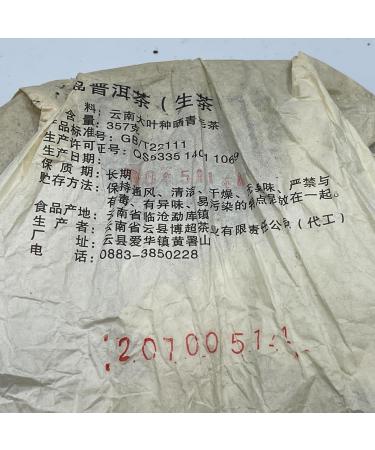 品普洱茶（生茶
料：云南大叶种晒青毛茶
含量：357克
产品标准号：GB/T22111
生产许可证号：QS5335 1401 1069
生产日期：
保质期：长期
贮存方法：保持通风、清洁、干燥、无异味、严禁与
有毒、有异味、易污染的物品存放在一起。
食品产地：云南省临沧勐库镇
生产者：云南省云县博超茶业有限责任公司（代工）
厂址：云县爱华镇黄薯山
电话：0883-3850228